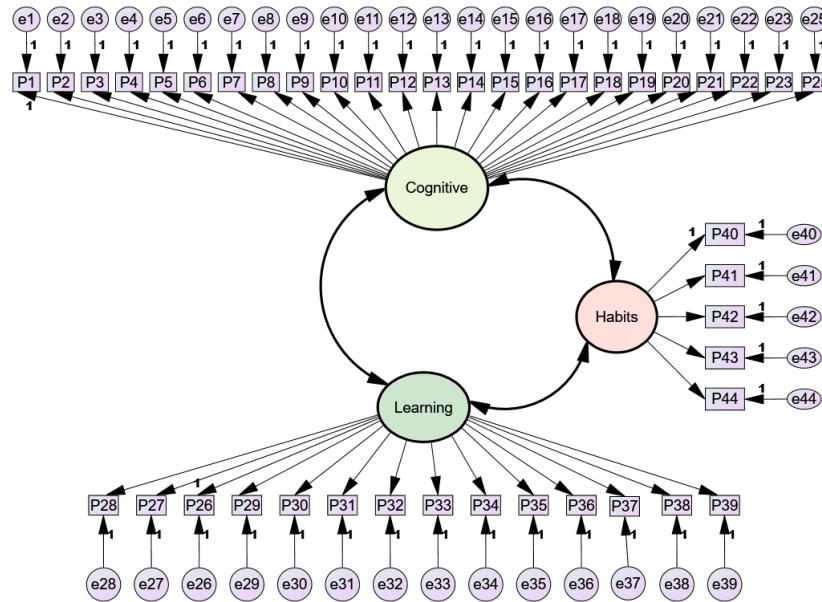 e1 e2 e3 e4 e5 e6 e7 e8 e9 e10 e11 e12 e13 e14 e15 e16 e17 e18 e19 e20 e21 e22 e23 e25
1 1 1 1 1 1 1 1 1 1 1 1 1 1 1 1 1 1 1 1 1 1 1 1
P1 P2 P3 P4 P5 P6 P7 P8 P9 P10 P11 P12 P13 P14 P15 P16 P17 P18 P19 P20 P21 P22 P23 P25
1
Cognitive
1 P40 1 e40
P41 1 e41
Habits P42 1 e42
P43 1 e43
P44 1 e44
Learning
1
P28 P27 P26 P29 P30 P31 P32 P33 P34 P35 P36 P37 P38 P39
1 1 1 1 1 1 1 1 1 1 1 1 1 1
e28 e27 e26 e29 e30 e31 e32 e33 e34 e35 e36 e37 e38 e39